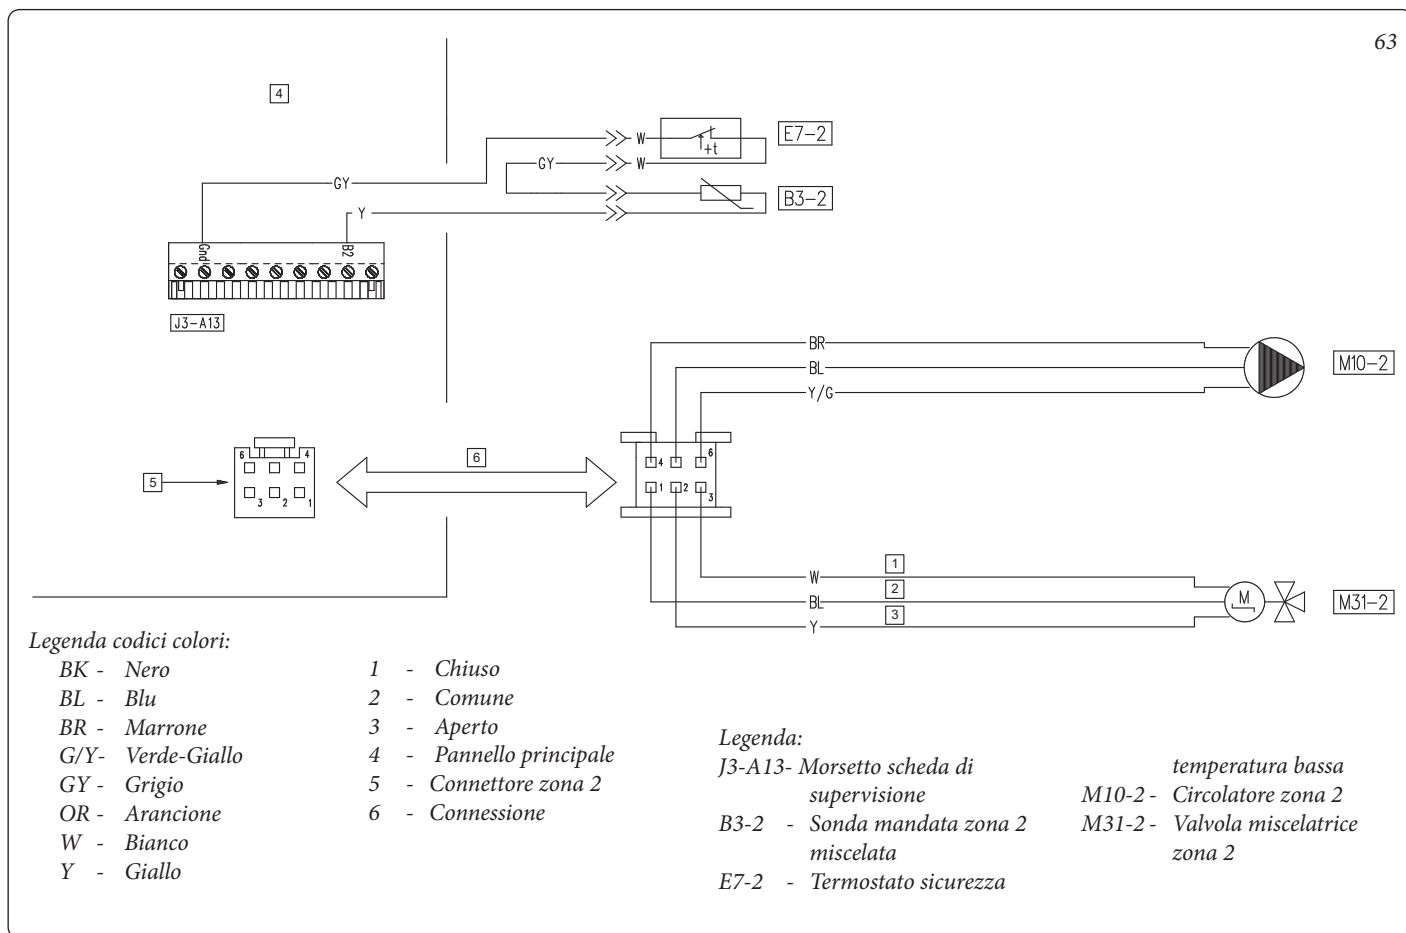 63
4
W
E7-2
+t
GY
W
GY
B3-2
Y
Gnd
B2
J3-A13
BR
BL
M10-2
Y/G
6
4
6
5
3
2
1
4
6
1
2
3
1
W
2
BL
M
M31-2
3
Y
Legenda codici colori:
BK - Nero
BL - Blu
BR - Marrone
G/Y- Verde-Giallo
GY - Grigio
OR - Arancione
W - Bianco
Y - Giallo
1 - Chiuso
2 - Comune
3 - Aperto
4 - Pannello principale
5 - Connettore zona 2
6 - Connessione
Legenda:
J3-A13- Morsetto scheda di
supervisione
B3-2 - Sonda mandata zona 2
miscelata
E7-2 - Termostato sicurezza
temperatura bassa
M10-2 - Circolatore zona 2
M31-2 - Valvola miscelatrice
zona 2